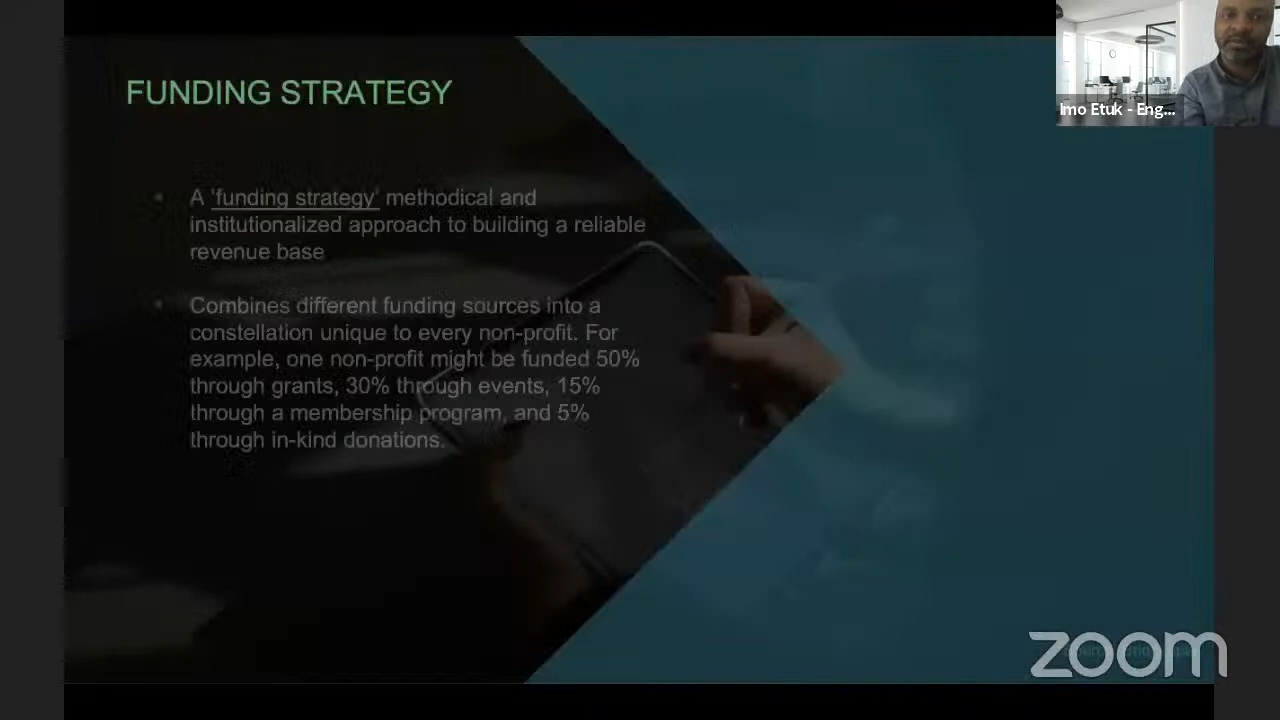 FUNDING STRATEGY
• A 'funding strategy' methodical and
institutionalized approach to building a reliable
revenue base
• Combines different funding sources into a
constellation unique to every non-profit. For
example, one non-profit might be funded 50%
through grants, 30% through events, 15%
through a membership program, and 5%
through in-kind donations.
Imo Etuk - Eng...
zoom